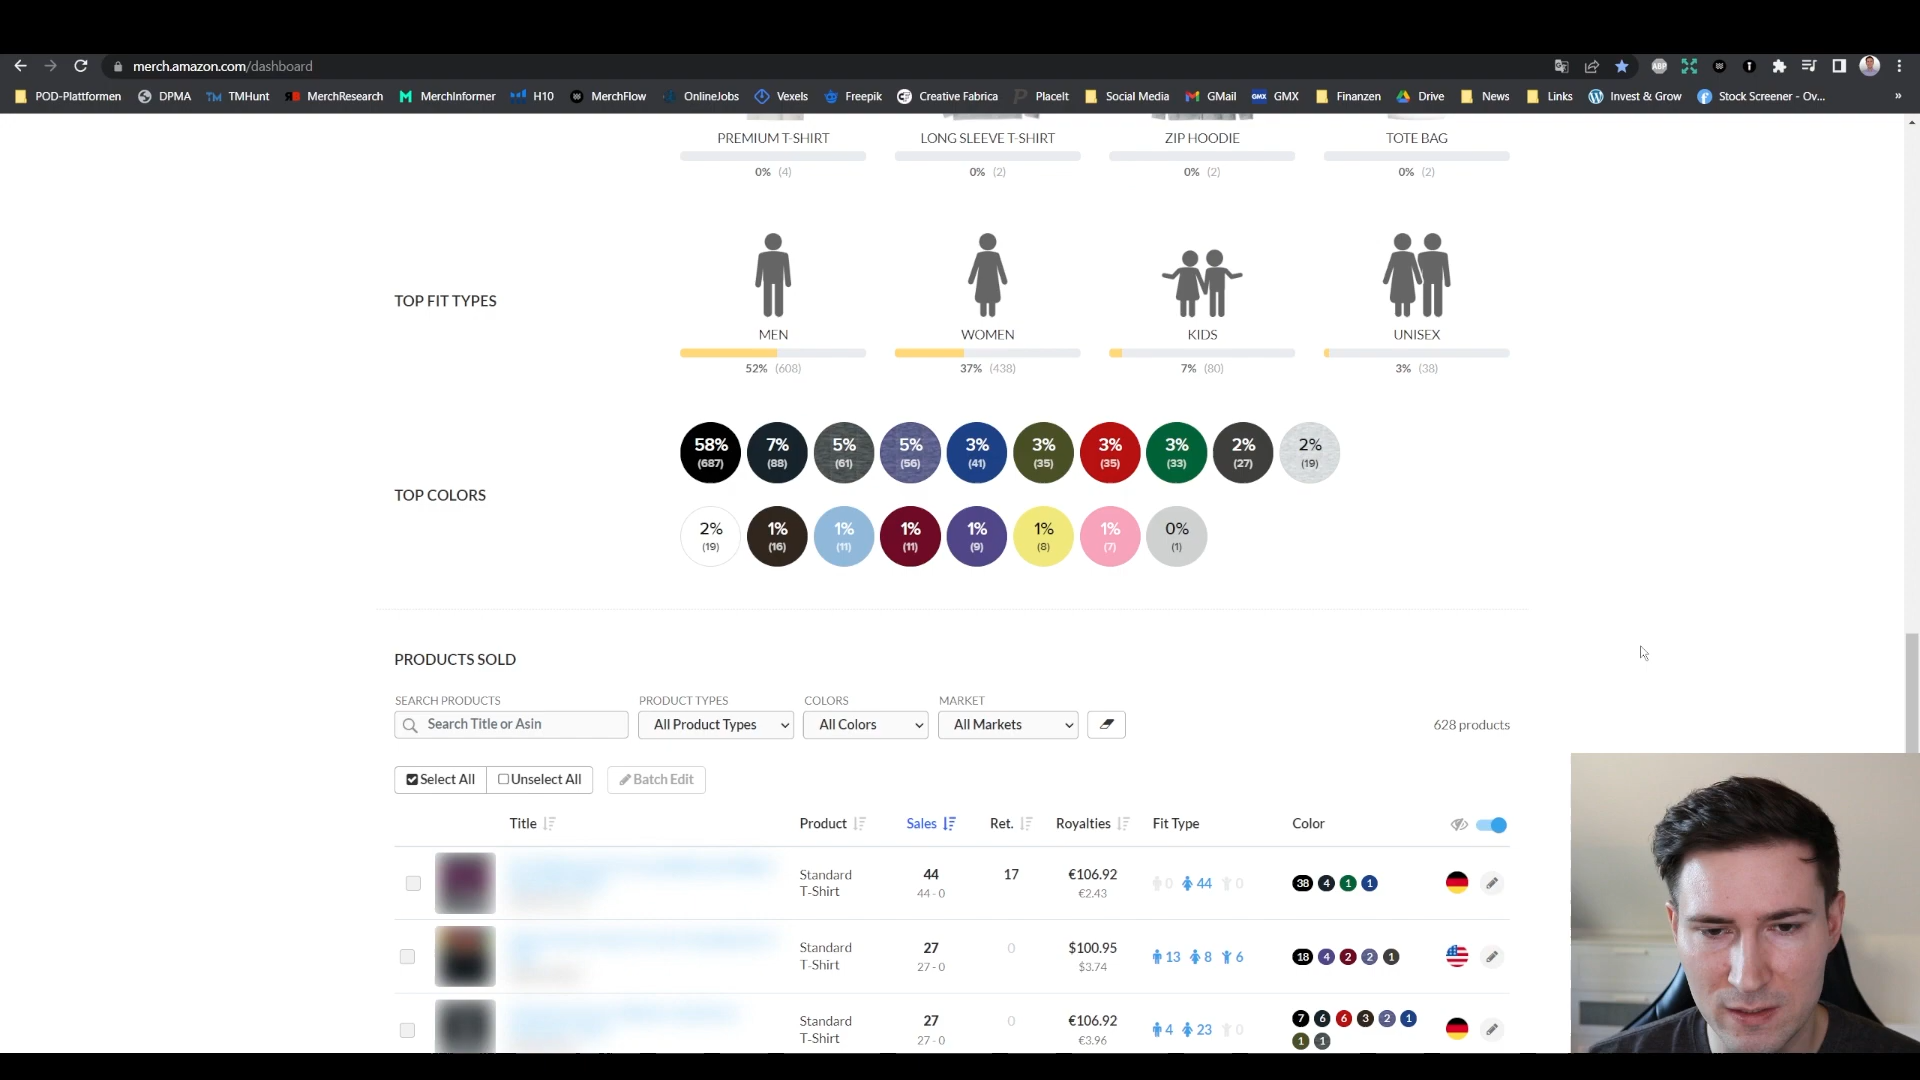 merch.amazon.com/dashboard
POD-Plattformen DPMA TMHunt MerchResearch MerchInformer H10 MerchFlow OnlineJobs Vexels Freepik Creative Fabrica PlaceIt Social Media GMail GMX Finanzen Drive News Links Invest & Grow Stock Screener - Ov... »
PREMIUM T-SHIRT LONG SLEEVE T-SHIRT ZIP HOODIE TOTE BAG
0% (4) 0% (2) 0% (2) 0% (2)
TOP FIT TYPES
MEN WOMEN KIDS UNISEX
52% (608) 37% (438) 7% (80) 3% (38)
TOP COLORS
58% 7% 5% 5% 3% 3% 3% 3% 2% 2%
(687) (88) (61) (56) (41) (35) (35) (33) (27) (19)
2% 1% 1% 1% 1% 1% 1% 0%
(19) (16) (11) (11) (9) (8) (7) (1)
PRODUCTS SOLD
SEARCH PRODUCTS PRODUCT TYPES COLORS MARKET
Search Title or Asin All Product Types All Colors All Markets 628 products
Select All Unselect All Batch Edit
Title Product Sales Ret. Royalties Fit Type Color
Standard T-Shirt 44 44 - 0 17 €106.92 €2.43 0 44 0 38 4 1 1
Standard T-Shirt 27 27 - 0 0 $100.95 $3.74 13 8 6 18 4 2 2 1
Standard T-Shirt 27 27 - 0 0 €106.92 €3.96 4 23 0 7 6 6 3 2 1 1 1